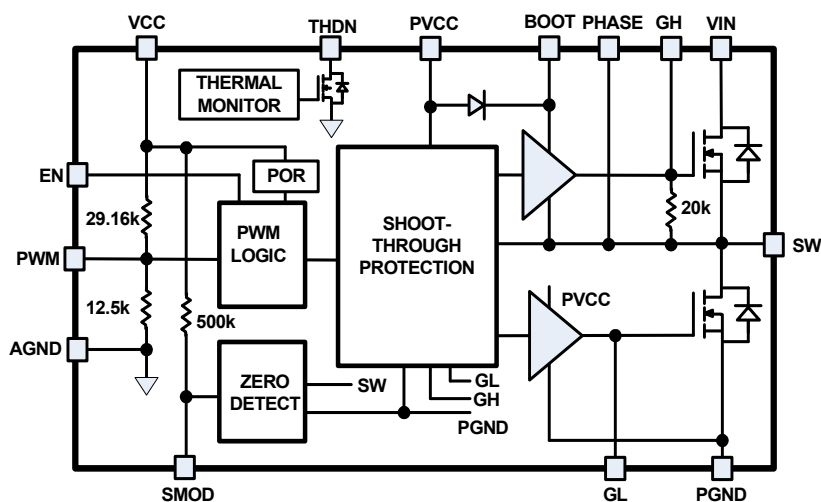 VCC
THDN
PVCC
BOOT
PHASE
GH
VIN
THERMAL
MONITOR
EN
POR
29.16k
PWM
LOGIC
SHOOT-
THROUGH
PROTECTION
20k
PWM
SW
12.5k
500k
PVCC
AGND
ZERO
DETECT
SW
GL
GH
PGND
SMOD
GL
PGND